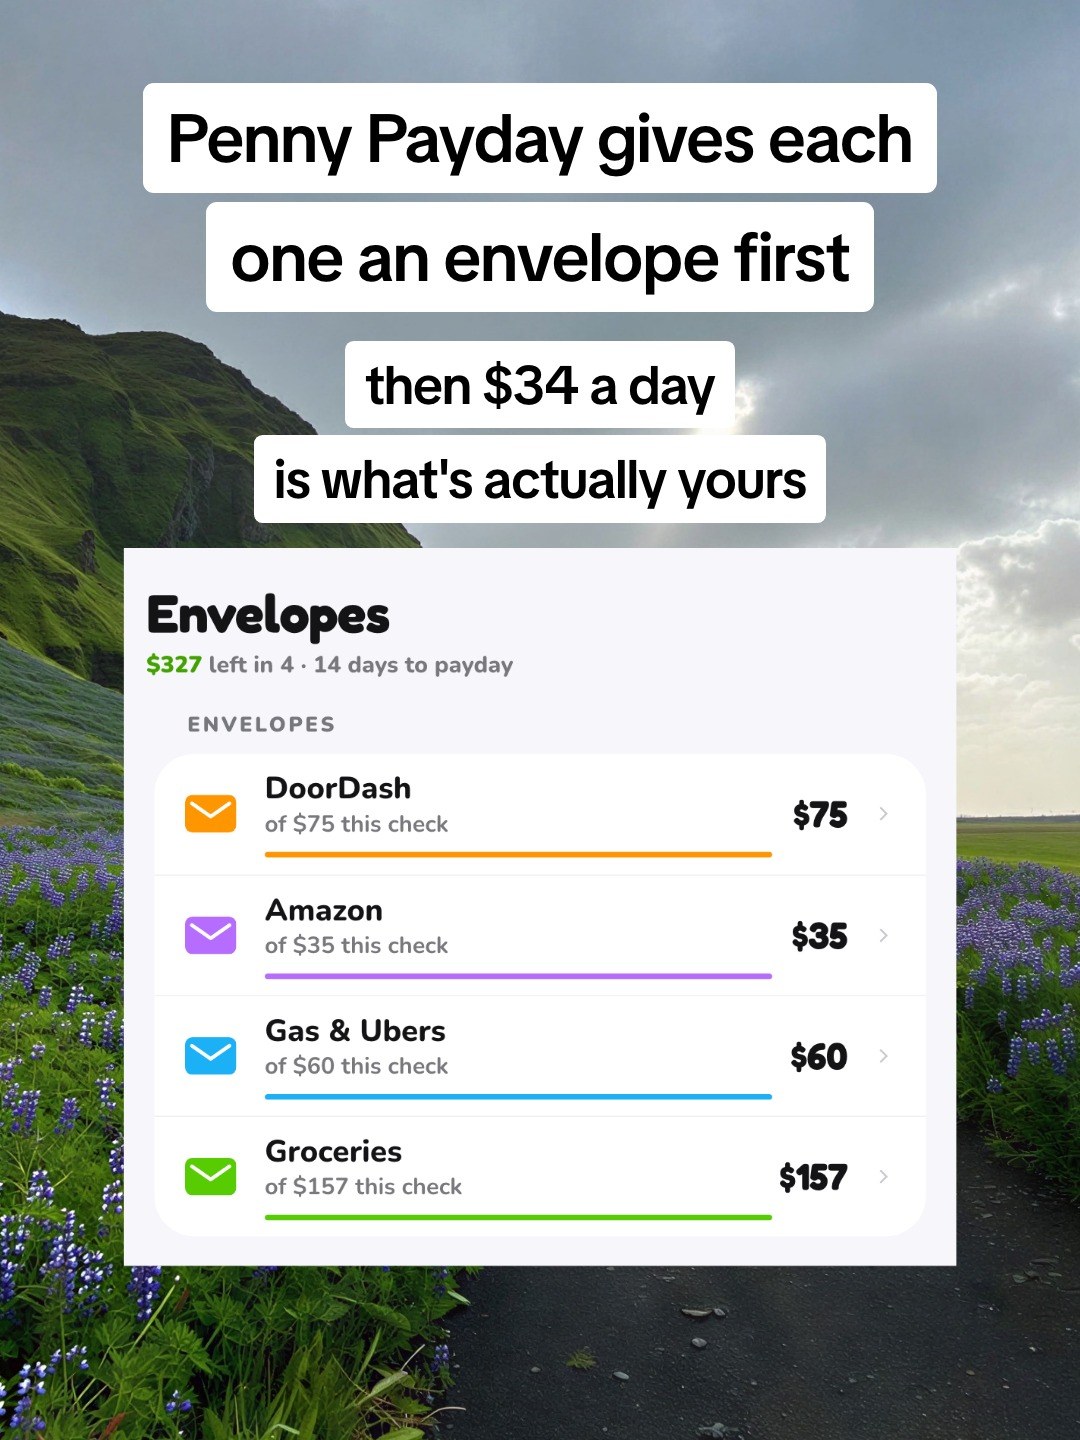 Penny Payday gives each
one an envelope first
then $34 a day
is what's actually yours
Envelopes
$327 left in 4 · 14 days to payday
ENVELOPES
DoorDash
of $75 this check
$75
Amazon
of $35 this check
$35
Gas & Ubers
of $60 this check
$60
Groceries
of $157 this check
$157